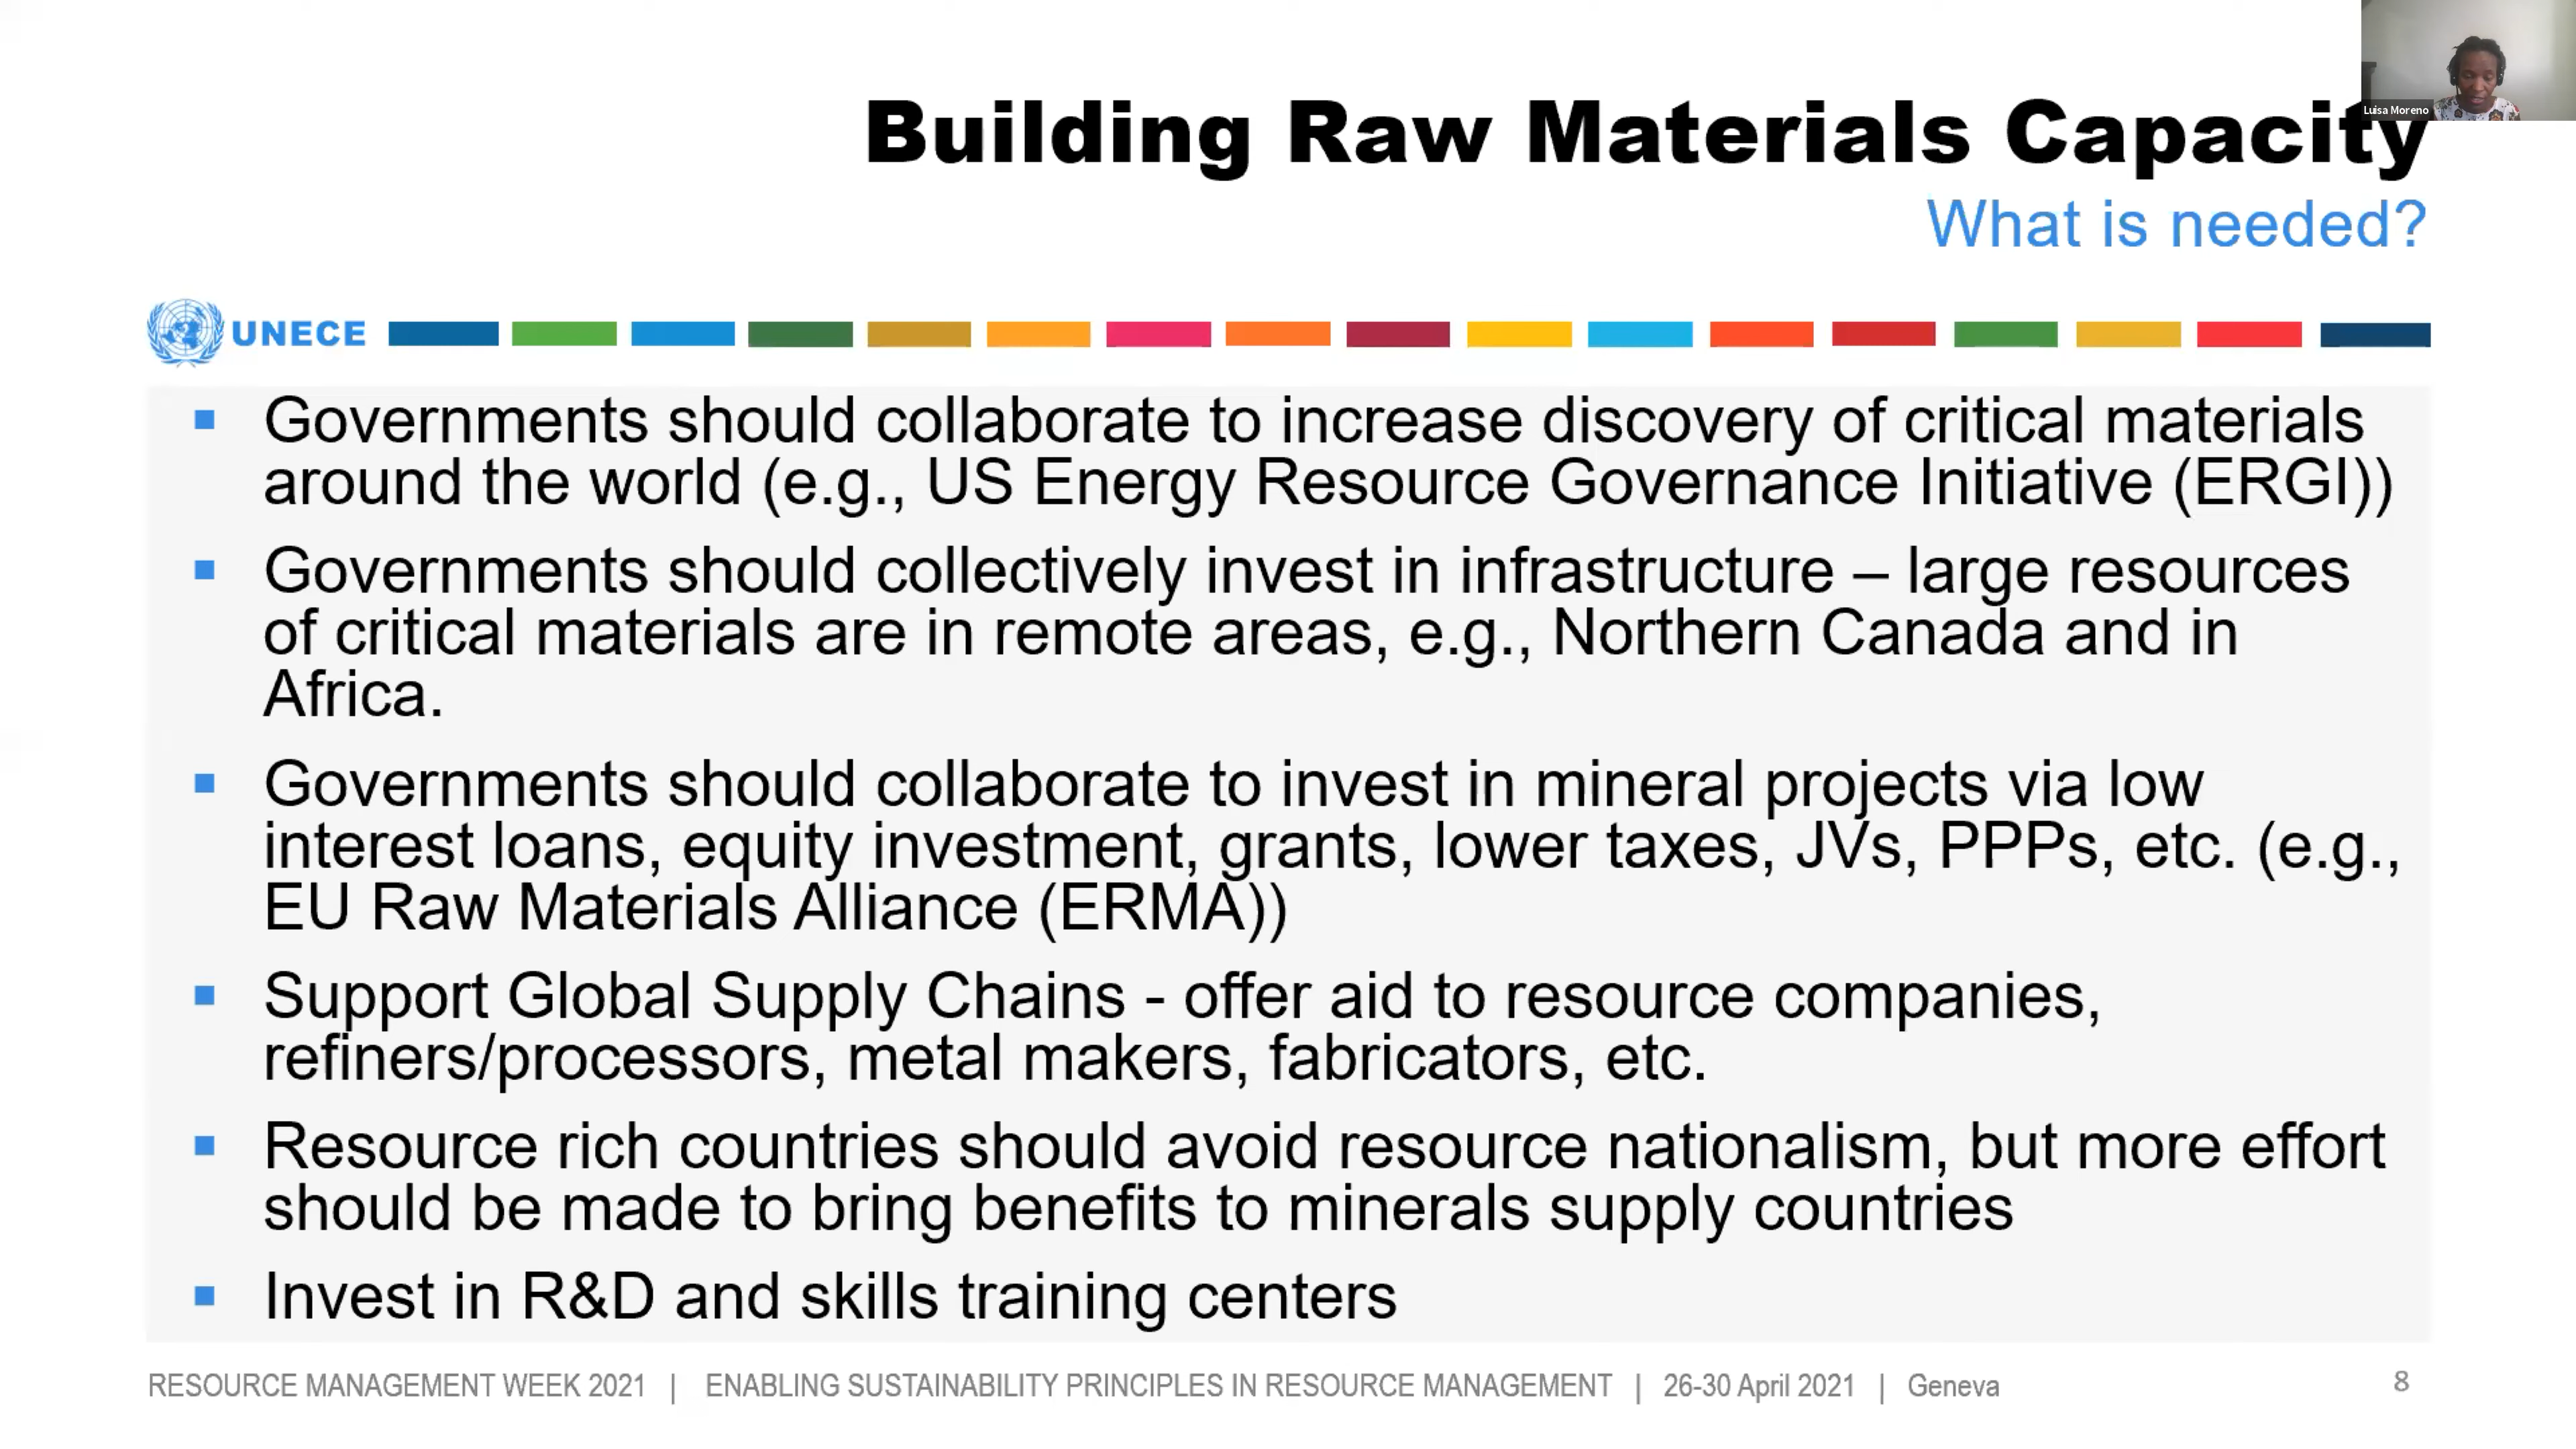 Luisa Moreno
Building Raw Materials Capacity
What is needed?
UNECE
▪ Governments should collaborate to increase discovery of critical materials
around the world (e.g., US Energy Resource Governance Initiative (ERGI))
▪ Governments should collectively invest in infrastructure – large resources
of critical materials are in remote areas, e.g., Northern Canada and in
Africa.
▪ Governments should collaborate to invest in mineral projects via low
interest loans, equity investment, grants, lower taxes, JVs, PPPs, etc. (e.g.,
EU Raw Materials Alliance (ERMA))
▪ Support Global Supply Chains - offer aid to resource companies,
refiners/processors, metal makers, fabricators, etc.
▪ Resource rich countries should avoid resource nationalism, but more effort
should be made to bring benefits to minerals supply countries
▪ Invest in R&D and skills training centers
RESOURCE MANAGEMENT WEEK 2021 | ENABLING SUSTAINABILITY PRINCIPLES IN RESOURCE MANAGEMENT | 26-30 April 2021 | Geneva
8